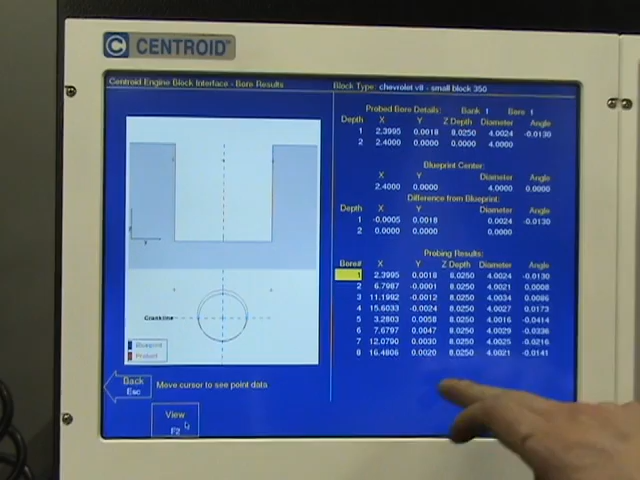 CENTROID
Centroid Engine Block Interface - Bore Results
Block Type: chevrolet v8 - small block 350
Probed Bore Details: Bank 1 Bore 1
Depth X Y Z Depth Diameter Angle
1 2.3995 0.0018 8.0250 4.0024 -0.0130
2 2.4000 0.0000 0.0000 4.0000
Blueprint Center:
X Y Diameter Angle
2.4000 0.0000 4.0000 0.0000
Difference from Blueprint:
Depth X Y Diameter Angle
1 -0.0005 0.0018 0.0024 -0.0130
2 0.0000 0.0000 0.0000
Probing Results:
Bore# X Y Z Depth Diameter Angle
1 2.3995 0.0018 8.0250 4.0024 -0.0130
2 6.7987 -0.0001 8.0250 4.0021 0.0008
3 11.1992 -0.0012 8.0250 4.0034 0.0086
4 15.6033 -0.0024 8.0250 4.0027 0.0173
5 3.2803 0.0058 8.0250 4.0016 -0.0414
6 7.6797 0.0047 8.0250 4.0029 -0.0336
7 12.0790 0.0030 8.0250 4.0025 -0.0216
8 16.4806 0.0020 8.0250 4.0021 -0.0141
Crankline
Blueprint
Product
Back
Esc
Move cursor to see point data
View
F2